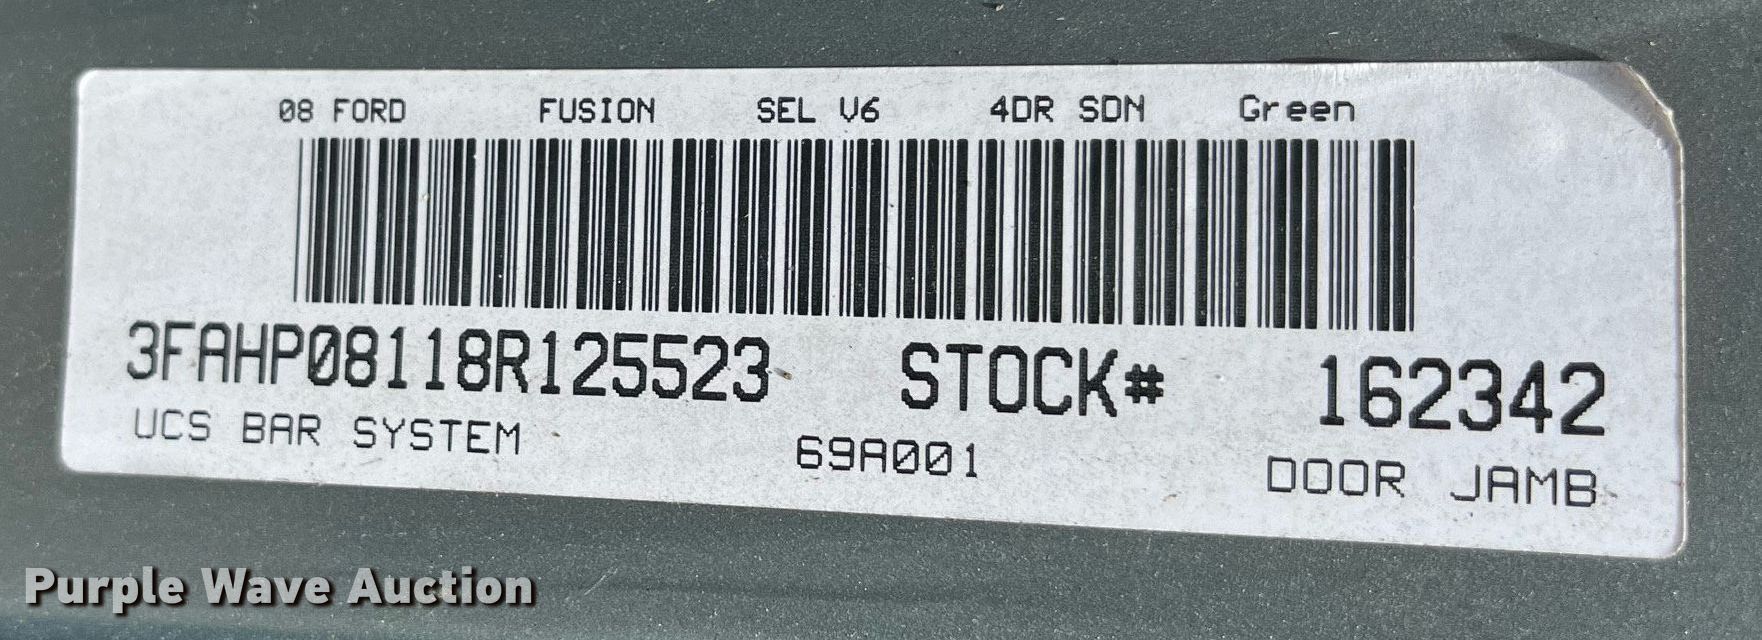 08 FORD FUSION SEL V6 4DR SDN Green
3FAHP08118R125523 STOCK# 162342
UCS BAR SYSTEM 69A001 DOOR JAMB
Purple Wave Auction